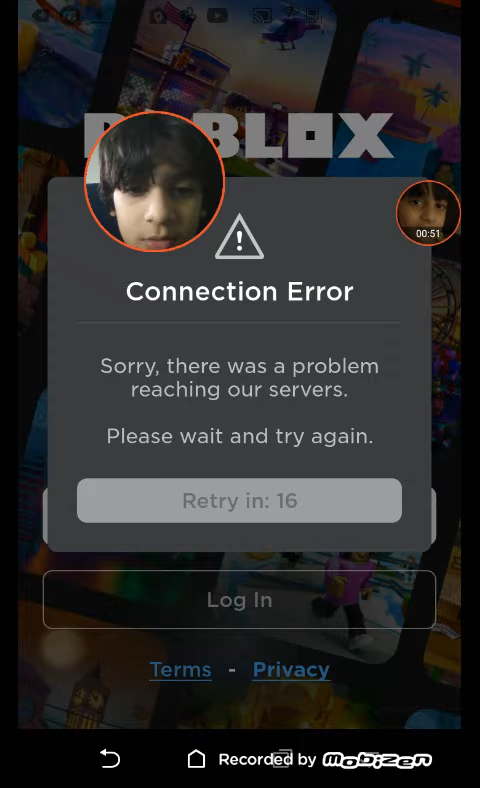 ROBLOX
00:51
Connection Error
Sorry, there was a problem
reaching our servers.
Please wait and try again.
Retry in: 16
Log In
Terms - Privacy
Recorded by mobizen